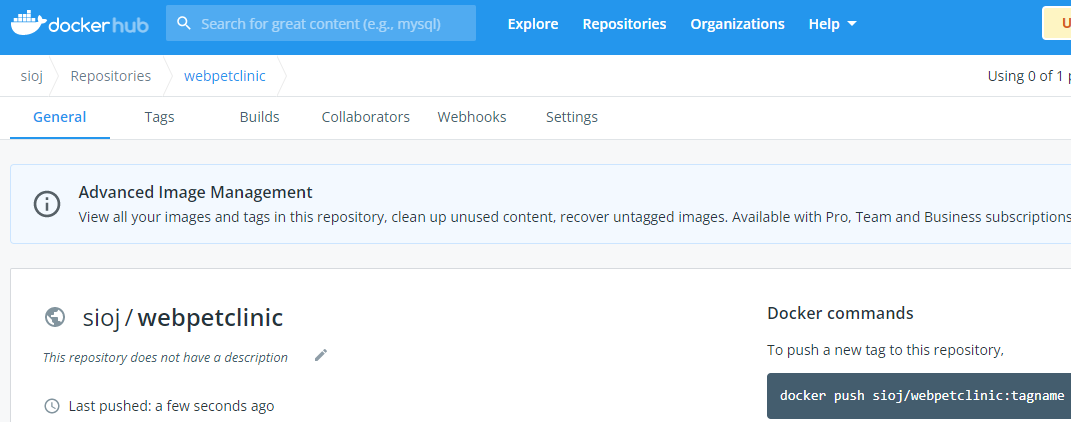 dockerhub Search for great content (e.g., mysql) Explore Repositories Organizations Help U
sioj Repositories webpetclinic Using 0 of 1 p
General Tags Builds Collaborators Webhooks Settings
Advanced Image Management
View all your images and tags in this repository, clean up unused content, recover untagged images. Available with Pro, Team and Business subscriptions
sioj / webpetclinic
This repository does not have a description
Last pushed: a few seconds ago
Docker commands
To push a new tag to this repository,
docker push sioj/webpetclinic:tagname